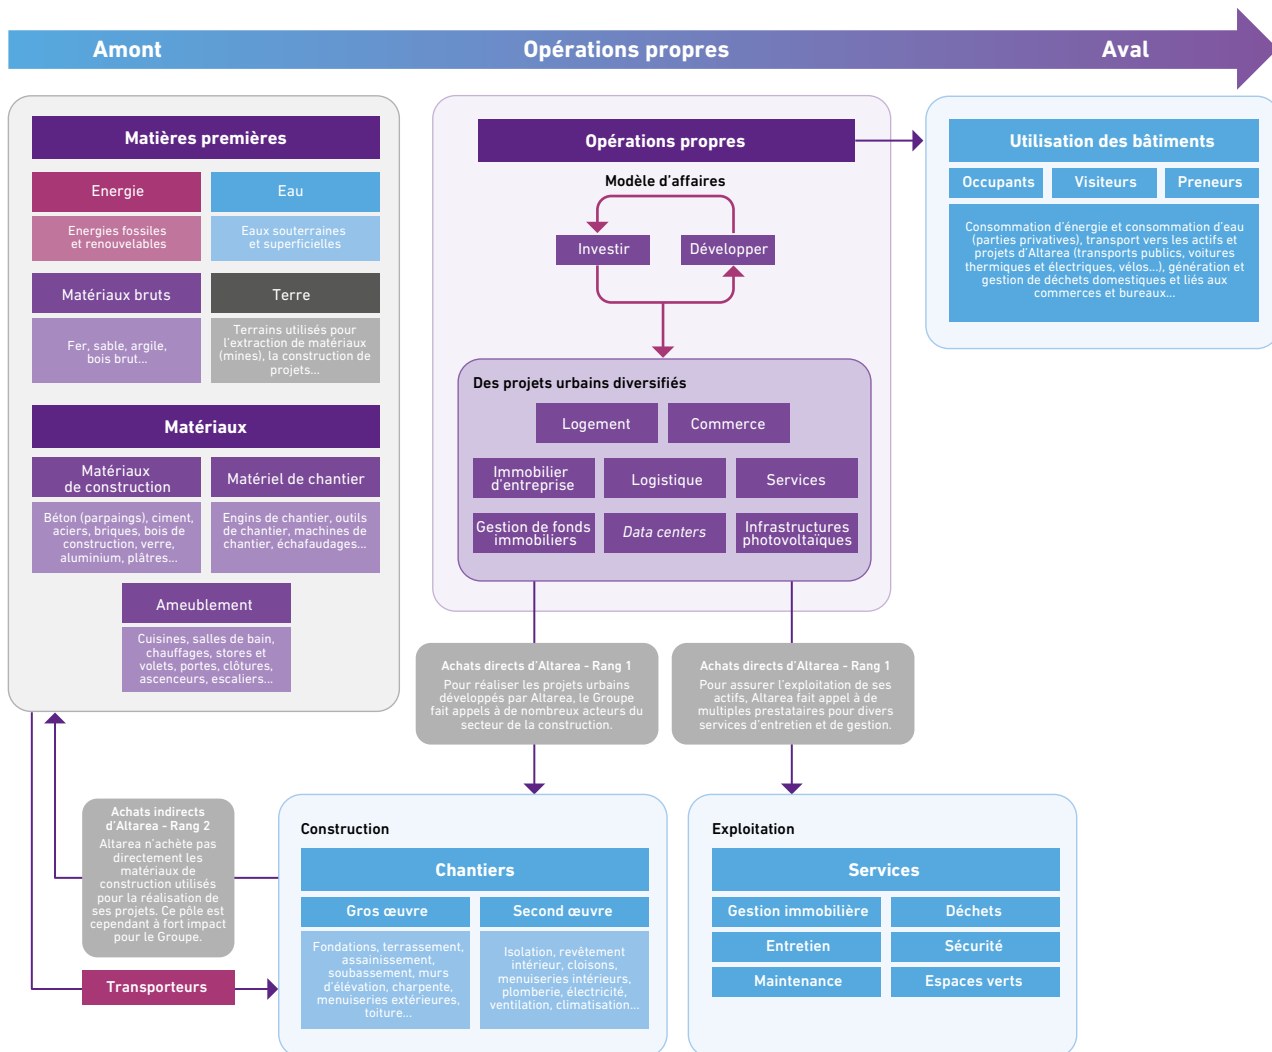 Amont
Opérations propres
Aval
Matières premières
Energie
Energies fossiles
et renouvelables
Eau
Eaux souterraines
et superficielles
Matériaux bruts
Fer, sable, argile,
bois brut...
Terre
Terrains utilisés pour
l'extraction de matériaux
(mines), la construction de
projets...
Matériaux
Matériaux
de construction
Béton (parpaings), ciment,
aciers, briques, bois de
construction, verre,
aluminium, plâtres...
Matériel de chantier
Engins de chantier, outils
de chantier, machines de
chantier, échafaudages...
Ameublement
Cuisines, salles de bain,
chauffages, stores et
volets, portes, clôtures,
ascenceurs, escaliers...
Opérations propres
Modèle d'affaires
Investir
Développer
Des projets urbains diversifiés
Logement
Commerce
Immobilier
d'entreprise
Logistique
Services
Gestion de fonds
immobiliers
Data centers
Infrastructures
photovoltaïques
Utilisation des bâtiments
Occupants
Visiteurs
Preneurs
Consommation d'énergie et consommation d'eau
(parties privatives), transport vers les actifs et
projets d'Altarea (transports publics, voitures
thermiques et électriques, vélos...), génération et
gestion de déchets domestiques et liés aux
commerces et bureaux...
Achats directs d'Altarea - Rang 1
Pour réaliser les projets urbains
développés par Altarea, le Groupe
fait appels à de nombreux acteurs du
secteur de la construction.
Achats directs d'Altarea - Rang 1
Pour assurer l'exploitation de ses
actifs, Altarea fait appel à de
multiples prestataires pour divers
services d'entretien et de gestion.
Achats indirects
d'Altarea - Rang 2
Altarea n'achète pas
directement les
matériaux de
construction utilisés
pour la réalisation de
ses projets. Ce pôle est
cependant à fort impact
pour le Groupe.
Transporteurs
Construction
Chantiers
Gros œuvre
Fondations, terrassement,
assainissement,
soubassement, murs
d'élévation, charpente,
menuiseries extérieures,
toiture...
Second œuvre
Isolation, revêtement
intérieur, cloisons,
menuiseries intérieurs,
plomberie, électricité,
ventilation, climatisation...
Exploitation
Services
Gestion immobilière
Déchets
Entretien
Sécurité
Maintenance
Espaces verts